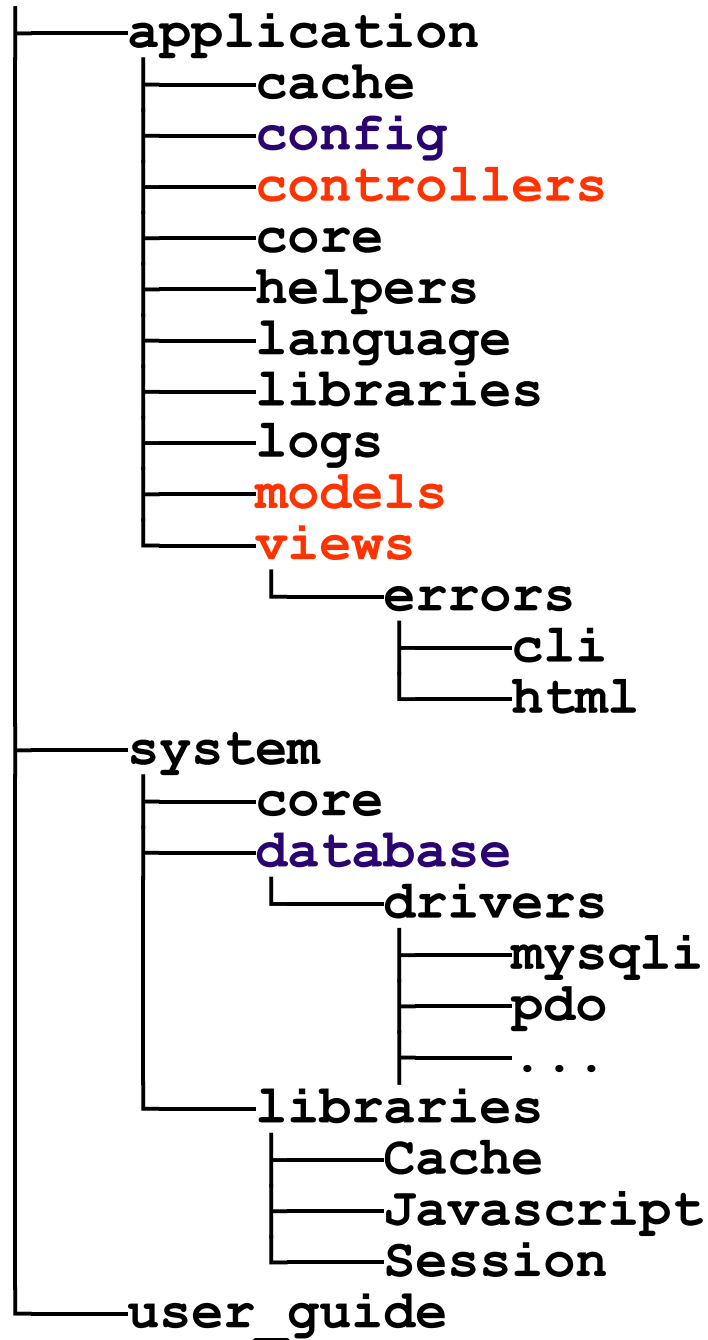 application
cache
config
controllers
core
helpers
language
libraries
logs
models
views
errors
cli
html
system
core
database
drivers
mysqli
pdo
...
libraries
Cache
Javascript
Session
user_guide